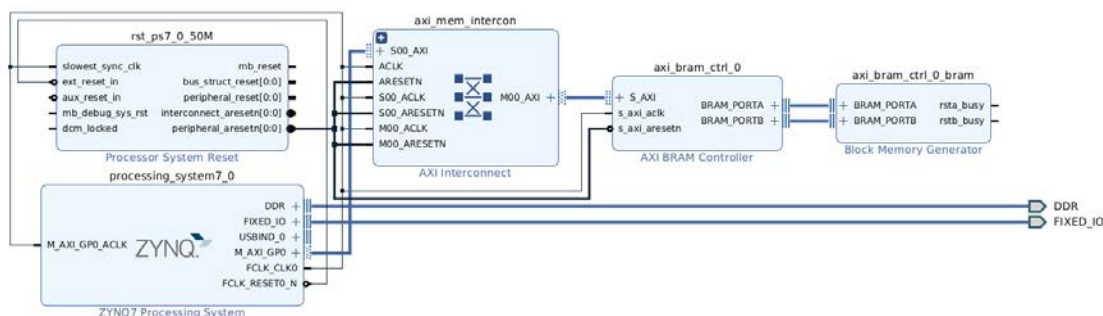 rst_ps7_0_50M
slowest_sync_clk
ext_reset_in
aux_reset_in
mb_debug_sys_rst
dcm_locked
mb_reset
bus_struct_reset[0:0]
peripheral_reset[0:0]
interconnect_aresetn[0:0]
peripheral_aresetn[0:0]
Processor System Reset
processing_system7_0
M_AXI_GP0_ACLK
ZYNQ
DDR
FIXED_IO
USBIND_0
M_AXI_GP0
FCLK_CLK0
FCLK_RESET0_N
ZYNQ7 Processing System
axi_mem_intercon
S00_AXI
ACLK
ARESETN
S00_ACLK
S00_ARESETN
M00_ACLK
M00_ARESETN
M00_AXI
AXI Interconnect
axi_bram_ctrl_0
S_AXI
s_axi_aclk
s_axi_aresetn
BRAM_PORTA
BRAM_PORTB
AXI BRAM Controller
axi_bram_ctrl_0_bram
BRAM_PORTA
BRAM_PORTB
rsta_busy
rstb_busy
Block Memory Generator
DDR
FIXED_IO